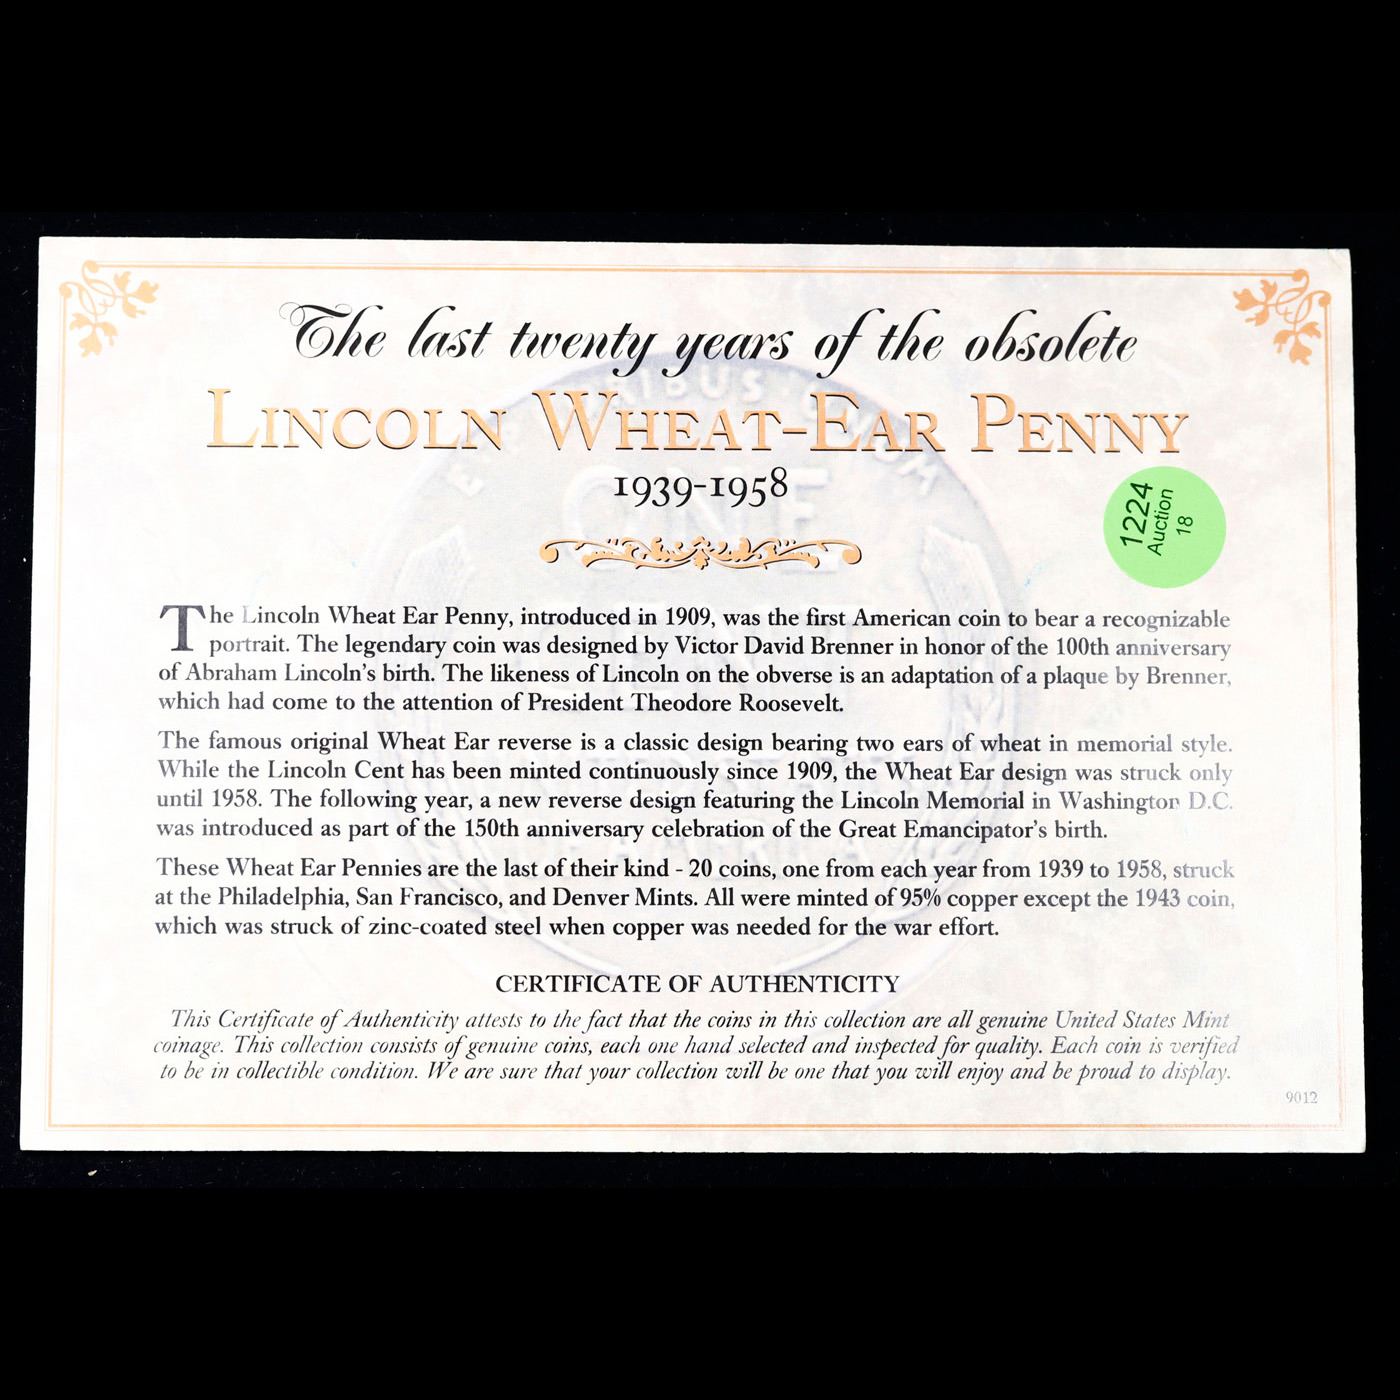 The last twenty years of the obsolete
LINCOLN WHEAT-EAR PENNY
1939-1958
1224
Auction
18
The Lincoln Wheat Ear Penny, introduced in 1909, was the first American coin to bear a recognizable
portrait. The legendary coin was designed by Victor David Brenner in honor of the 100th anniversary
of Abraham Lincoln's birth. The likeness of Lincoln on the obverse is an adaptation of a plaque by Brenner,
which had come to the attention of President Theodore Roosevelt.
The famous original Wheat Ear reverse is a classic design bearing two ears of wheat in memorial style.
While the Lincoln Cent has been minted continuously since 1909, the Wheat Ear design was struck only
until 1958. The following year, a new reverse design featuring the Lincoln Memorial in Washington D.C.
was introduced as part of the 150th anniversary celebration of the Great Emancipator's birth.
These Wheat Ear Pennies are the last of their kind - 20 coins, one from each year from 1939 to 1958, struck
at the Philadelphia, San Francisco, and Denver Mints. All were minted of 95% copper except the 1943 coin,
which was struck of zinc-coated steel when copper was needed for the war effort.
CERTIFICATE OF AUTHENTICITY
This Certificate of Authenticity attests to the fact that the coins in this collection are all genuine United States Mint
coinage. This collection consists of genuine coins, each one hand selected and inspected for quality. Each coin is verified
to be in collectible condition. We are sure that your collection will be one that you will enjoy and be proud to display.
9012